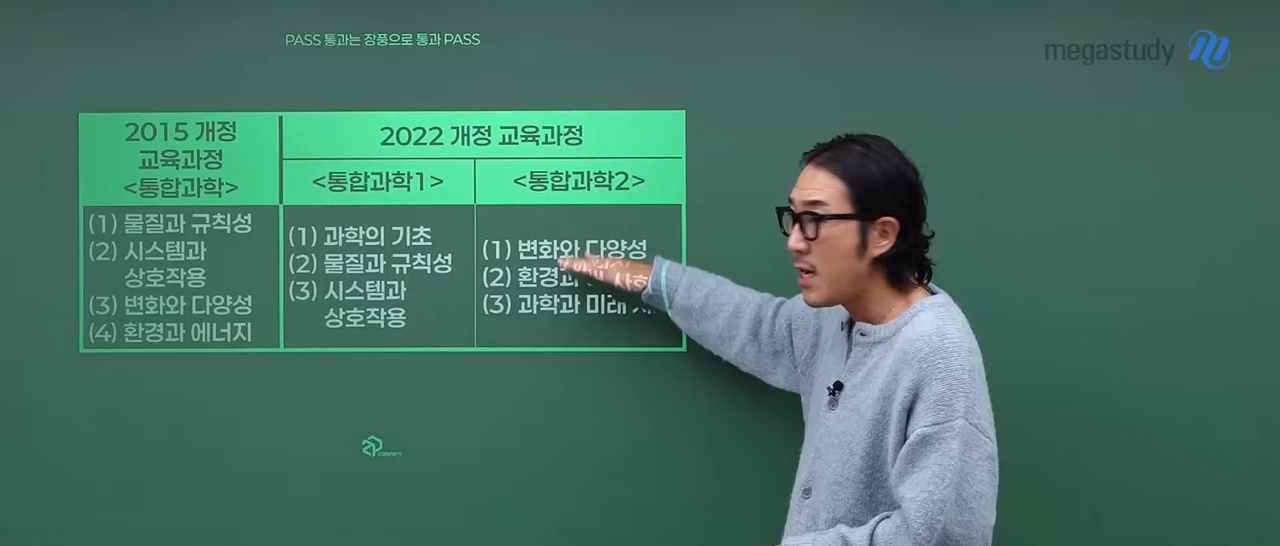 PASS 통과는 장풍으로 통과 PASS
megastudy
2015 개정
교육과정
<통합과학>
2022 개정 교육과정
<통합과학1>
<통합과학2>
(1) 물질과 규칙성
(2) 시스템과
상호작용
(3) 변화와 다양성
(4) 환경과 에너지
(1) 과학의 기초
(2) 물질과 규칙성
(3) 시스템과
상호작용
(1) 변화와 다양성
(2) 환경과
(3) 과학과 미래